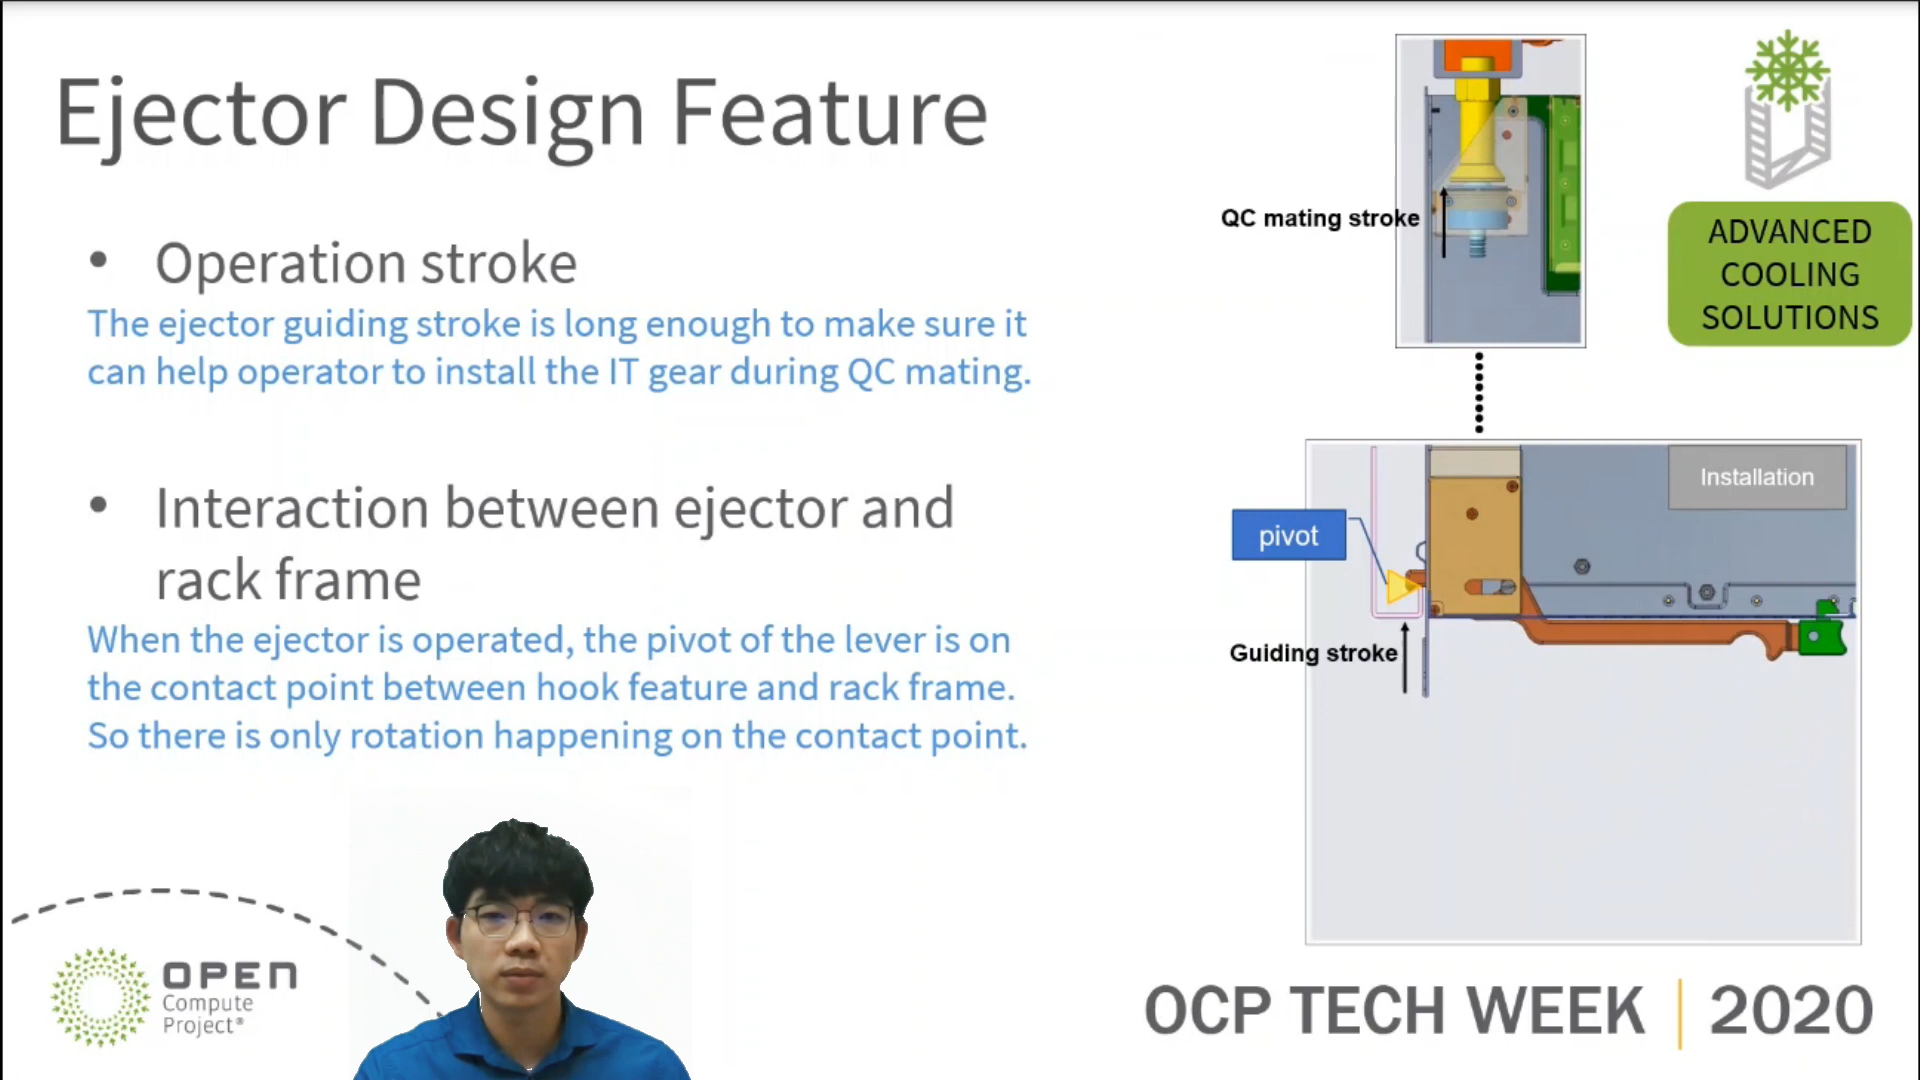 Ejector Design Feature
• Operation stroke
The ejector guiding stroke is long enough to make sure it
can help operator to install the IT gear during QC mating.
• Interaction between ejector and
rack frame
When the ejector is operated, the pivot of the lever is on
the contact point between hook feature and rack frame.
So there is only rotation happening on the contact point.
QC mating stroke
ADVANCED
COOLING
SOLUTIONS
Installation
pivot
Guiding stroke
OPEN
Compute
Project®
OCP TECH WEEK | 2020